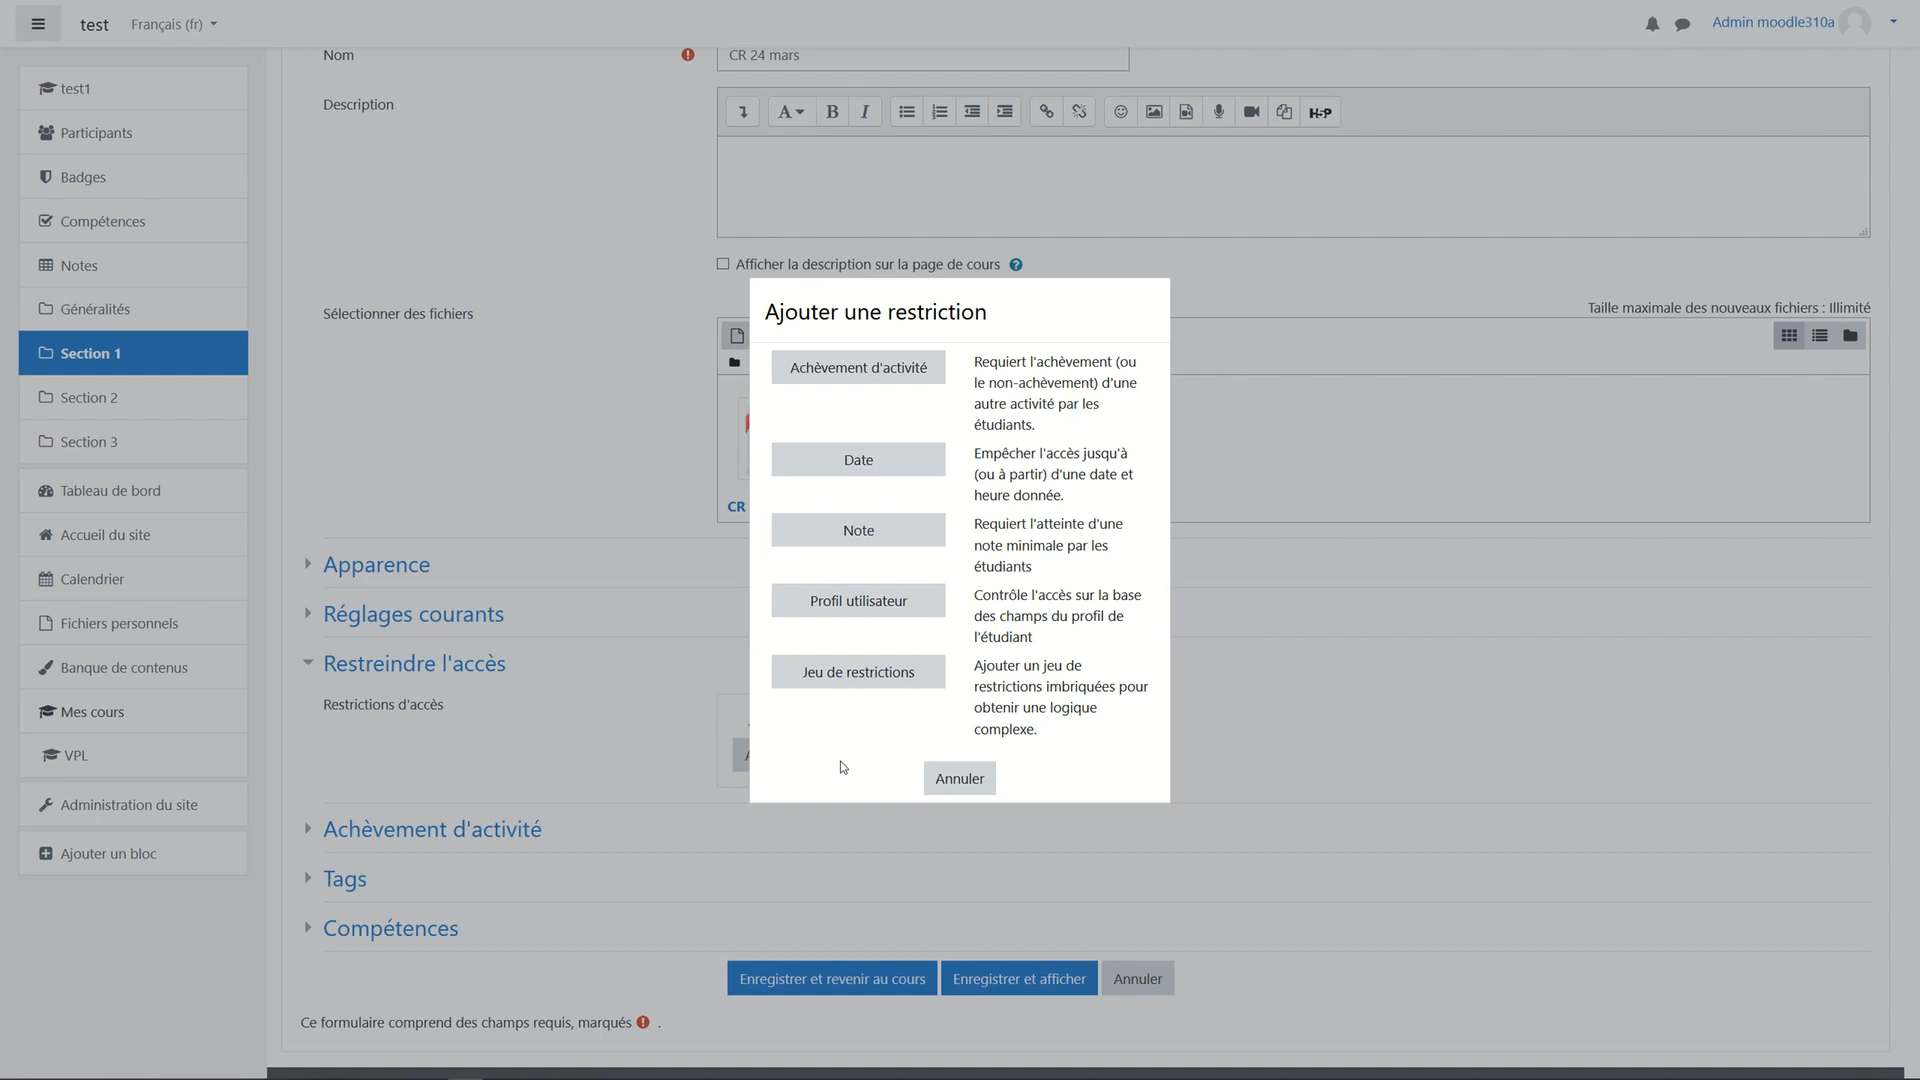 test
Français (fr)
Admin moodle310a
test1
Participants
Badges
Compétences
Notes
Généralités
Section 1
Section 2
Section 3
Tableau de bord
Accueil du site
Calendrier
Fichiers personnels
Banque de contenus
Mes cours
VPL
Administration du site
Ajouter un bloc
Nom
CR 24 mars
Description
A
B
I
H5P
Afficher la description sur la page de cours
Sélectionner des fichiers
Taille maximale des nouveaux fichiers : Illimité
CR
Ajouter une restriction
Achèvement d'activité
Requiert l'achèvement (ou
le non-achèvement) d'une
autre activité par les
étudiants.
Date
Empêcher l'accès jusqu'à
(ou à partir) d'une date et
heure donnée.
Note
Requiert l'atteinte d'une
note minimale par les
étudiants
Profil utilisateur
Contrôle l'accès sur la base
des champs du profil de
l'étudiant
Jeu de restrictions
Ajouter un jeu de
restrictions imbriquées pour
obtenir une logique
complexe.
Annuler
Apparence
Réglages courants
Restreindre l'accès
Restrictions d'accès
Achèvement d'activité
Tags
Compétences
Enregistrer et revenir au cours
Enregistrer et afficher
Annuler
Ce formulaire comprend des champs requis, marqués .